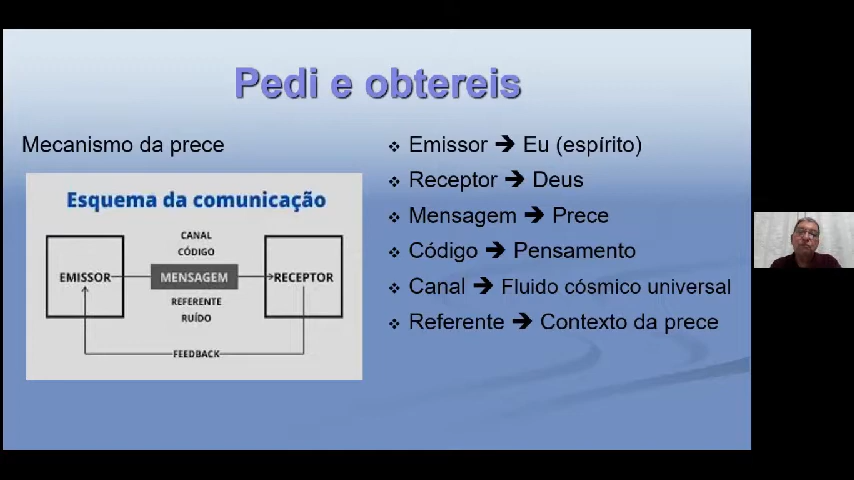 Pedi e obtereis
Mecanismo da prece
Esquema da comunicação
CANAL
CÓDIGO
EMISSOR
MENSAGEM
RECEPTOR
REFERENTE
RUÍDO
FEEDBACK
❖ Emissor ➔ Eu (espírito)
❖ Receptor ➔ Deus
❖ Mensagem ➔ Prece
❖ Código ➔ Pensamento
❖ Canal ➔ Fluido cósmico universal
❖ Referente ➔ Contexto da prece